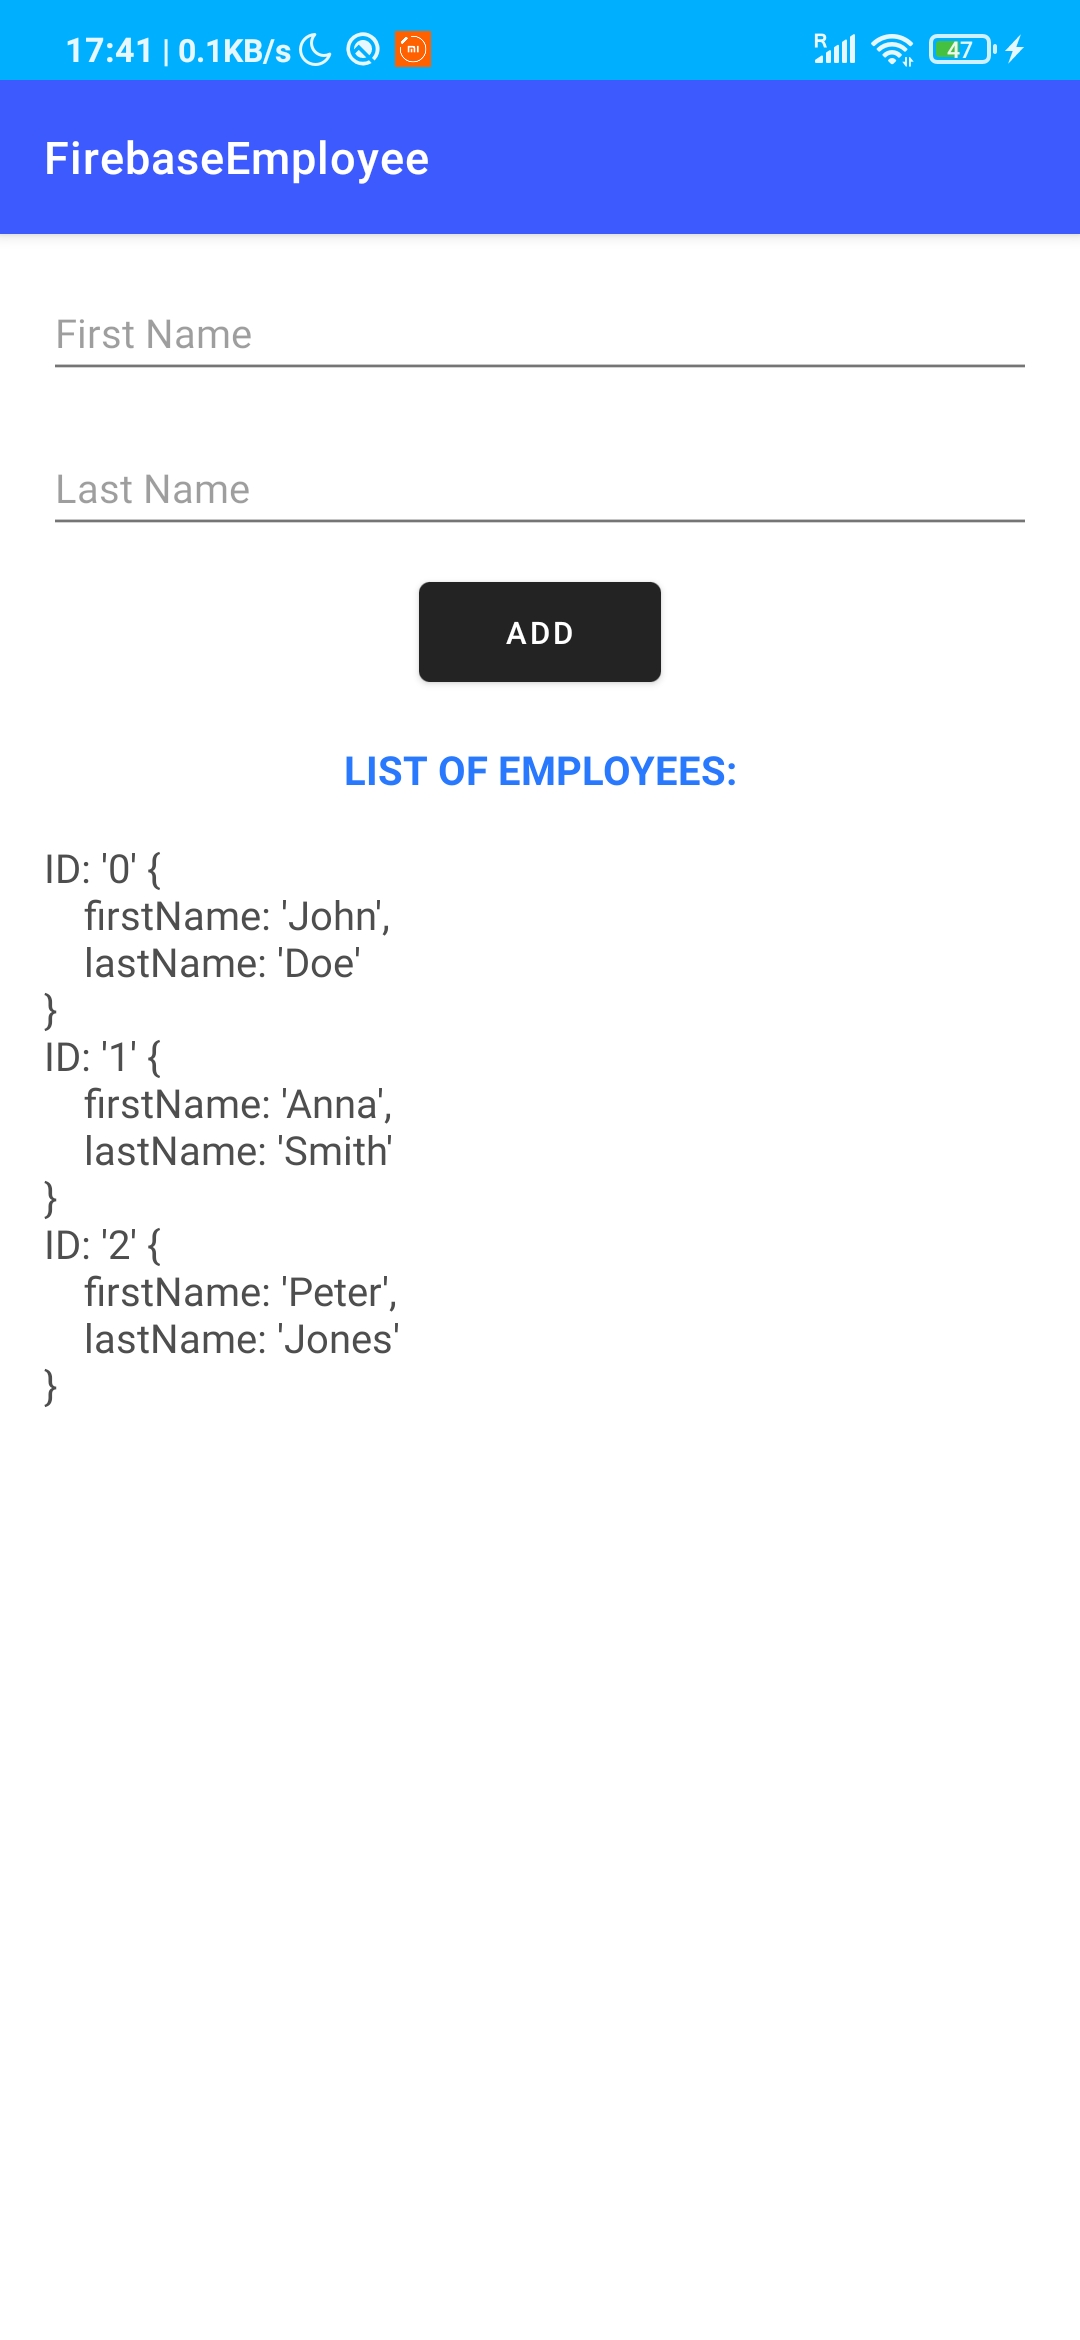 17:41 | 0.1KB/s
R
47
FirebaseEmployee
First Name
Last Name
ADD
LIST OF EMPLOYEES:
ID: '0' {
firstName: 'John',
lastName: 'Doe'
}
ID: '1' {
firstName: 'Anna',
lastName: 'Smith'
}
ID: '2' {
firstName: 'Peter',
lastName: 'Jones'
}